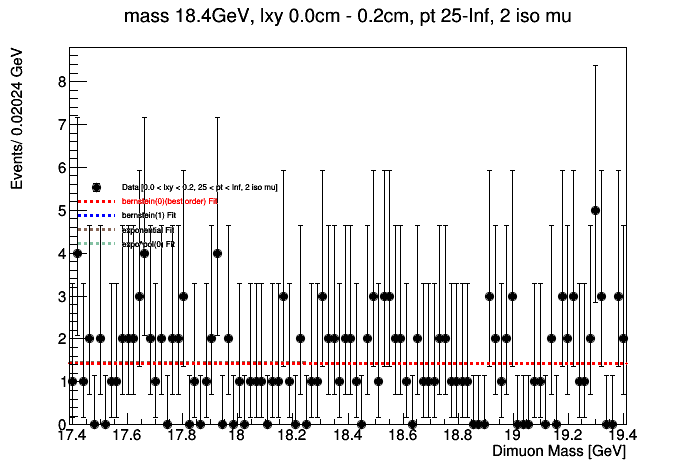 mass 18.4GeV, lxy 0.0cm - 0.2cm, pt 25-Inf, 2 iso mu
Events/ 0.02024 GeV
8
7
6
5
4
3
2
1
0
Data [0.0 < lxy < 0.2, 25 < pt < Inf, 2 iso mu]
bernstein(0)(best order) Fit
bernstein(1) Fit
exponential Fit
expo*pol(0) Fit
17.4 17.6 17.8 18 18.2 18.4 18.6 18.8 19 19.2 19.4
Dimuon Mass [GeV]